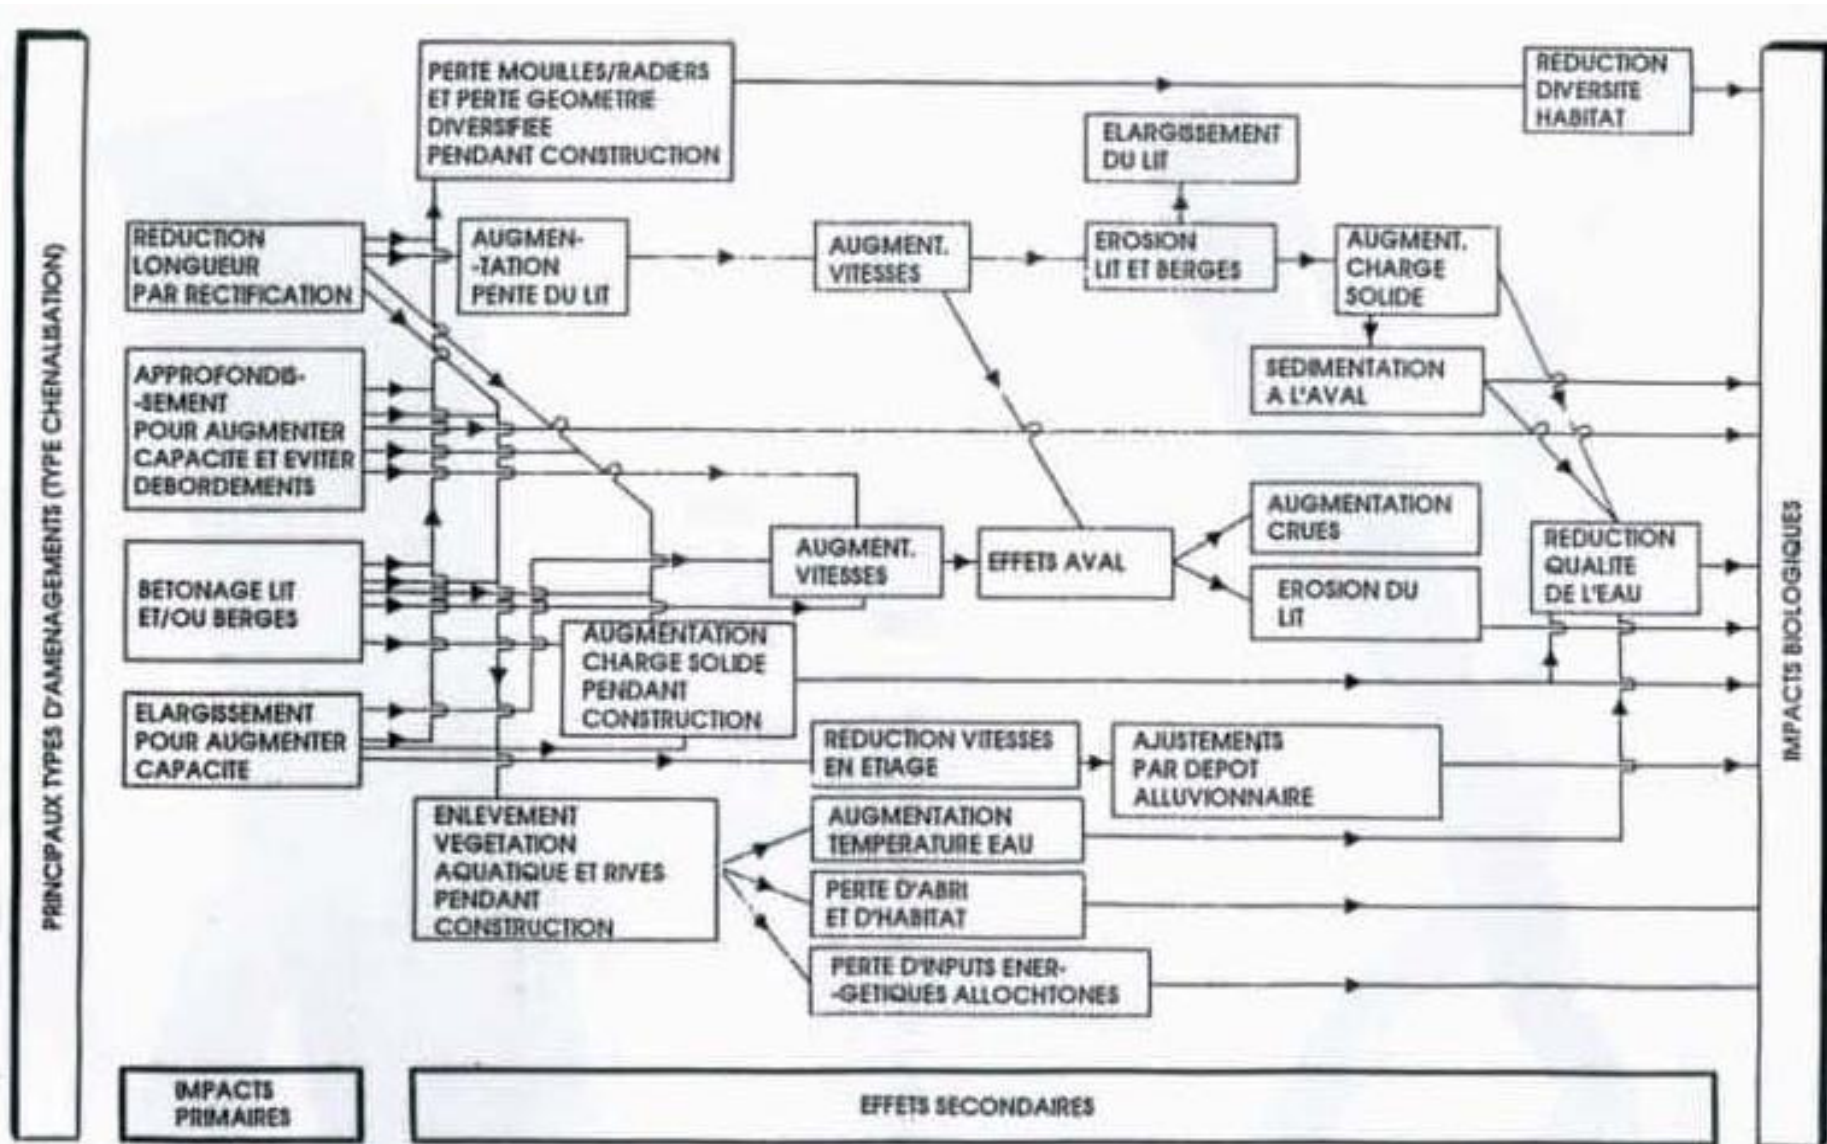 PRINCIPAUX TYPES D'AMENAGEMENTS (TYPE CHENALISATION)
PERTE MOUILLES/RADIERS
ET PERTE GEOMETRIE
DIVERSIFIEE
PENDANT CONSTRUCTION
REDUCTION
DIVERSITE
HABITAT
ELARGISSEMENT
DU LIT
REDUCTION
LONGUEUR
PAR RECTIFICATION
AUGMEN-
-TATION
PENTE DU LIT
AUGMENT.
VITESSES
EROSION
LIT ET BERGES
AUGMENT.
CHARGE
SOLIDE
SEDIMENTATION
A L'AVAL
APPROFONDIS-
-SEMENT
POUR AUGMENTER
CAPACITE ET EVITER
DEBORDEMENTS
AUGMENTATION
CRUES
BETONAGE LIT
ET/OU BERGES
AUGMENT.
VITESSES
EFFETS AVAL
EROSION DU
LIT
REDUCTION
QUALITE
DE L'EAU
AUGMENTATION
CHARGE SOLIDE
PENDANT
CONSTRUCTION
ELARGISSEMENT
POUR AUGMENTER
CAPACITE
REDUCTION VITESSES
EN ETIAGE
AJUSTEMENTS
PAR DEPOT
ALLUVIONNAIRE
ENLEVEMENT
VEGETATION
AQUATIQUE ET RIVES
PENDANT
CONSTRUCTION
AUGMENTATION
TEMPERATURE EAU
PERTE D'ABRI
ET D'HABITAT
PERTE D'INPUTS ENER-
-GETIQUES ALLOCHTONES
IMPACTS BIOLOGIQUES
IMPACTS
PRIMAIRES
EFFETS SECONDAIRES